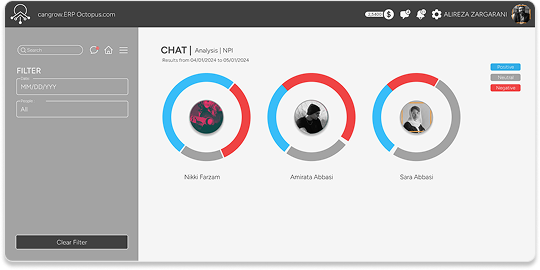 cangrow.ERP Octopus.com
ALIREZA ZARGARANI
Search
CHAT | Analysis | NPI
Results from 04/01/2024 to 05/01/2024
FILTER
Date
MM/DD/YYY
All
Positive
Neutral
Negative
Nikki Farzam
Amirata Abbasi
Sara Abbasi
Clear Filter